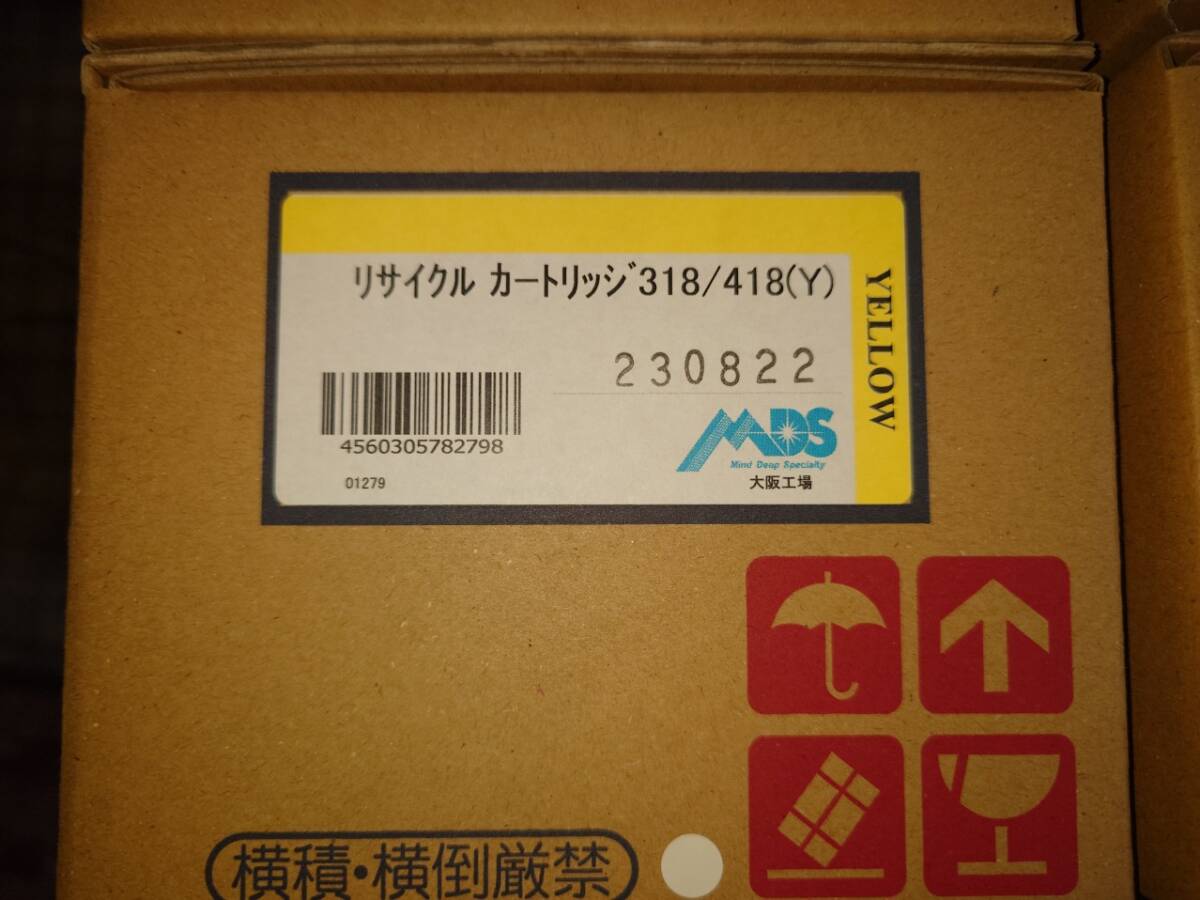 リサイクル カートリッジ318/418(Y)
YELLOW
230822
4560305782798
MDS
Mind Deap Specialty
01279
大阪工場
横積・横倒厳禁